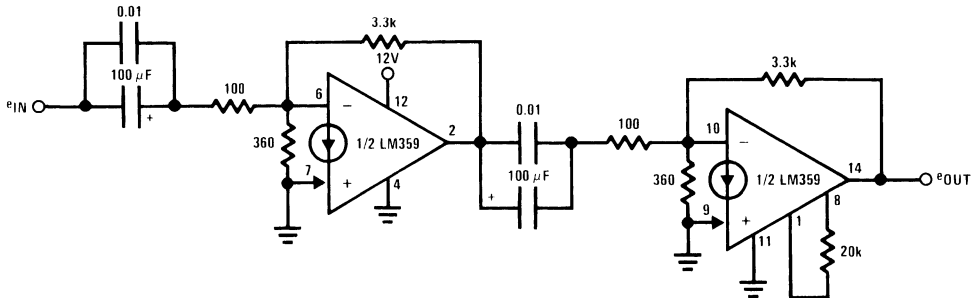 0.01
100 μF
+
eIN
100
360
7
6
3.3k
12V
12
−
+
1/2 LM359
4
2
0.01
100 μF
+
100
360
9
10
3.3k
−
+
1/2 LM359
14
8
1
11
20k
eOUT